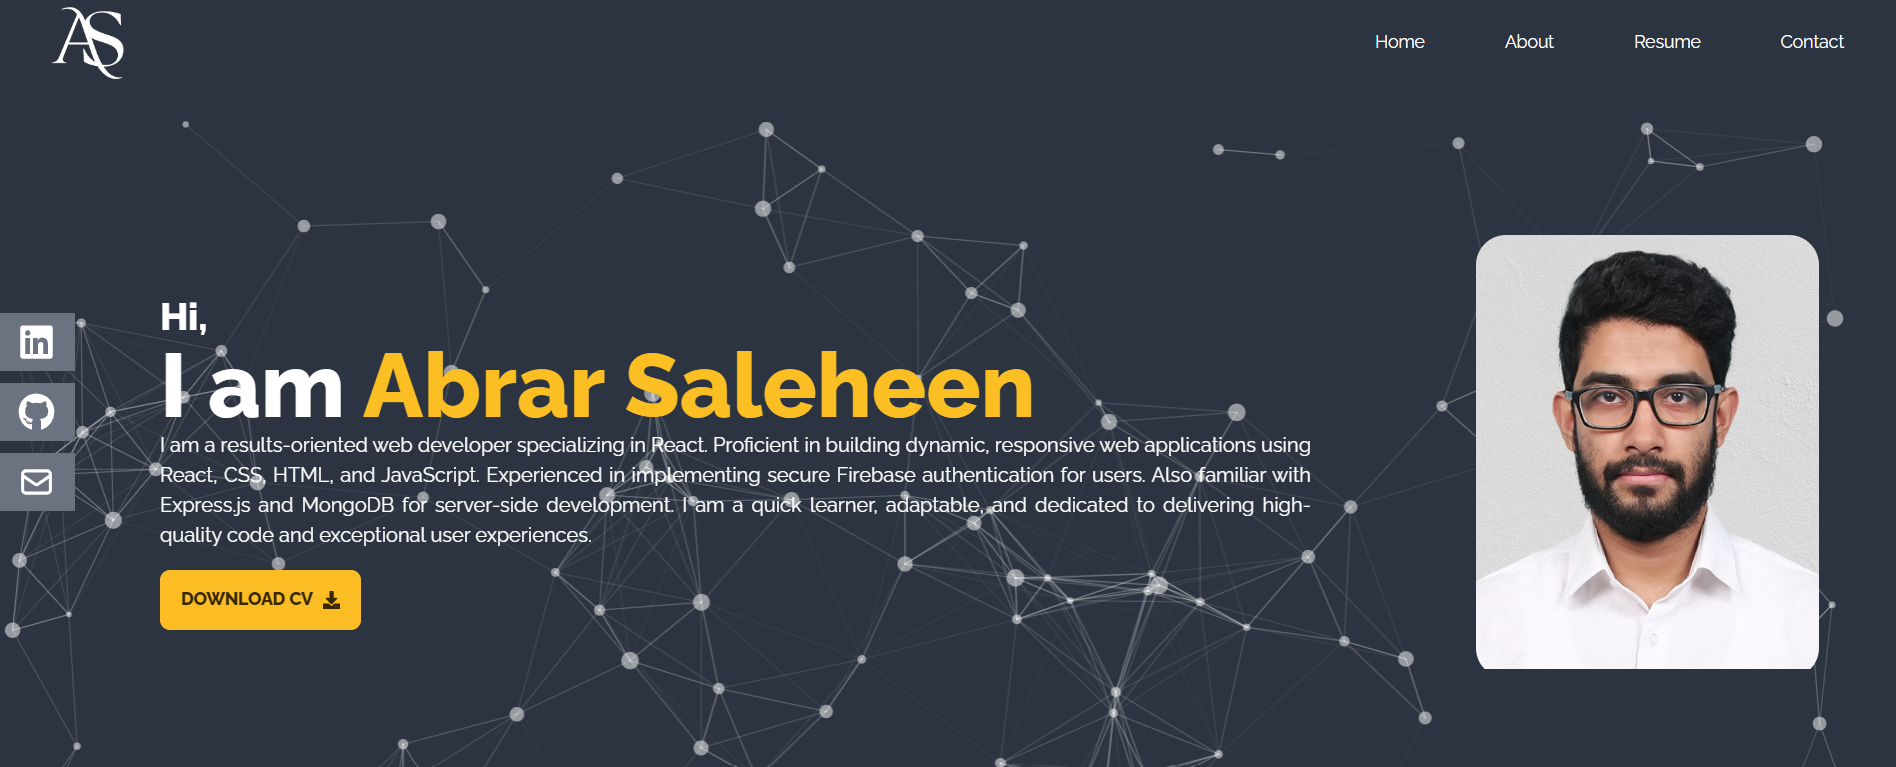 AS
Home About Resume Contact
Hi,
I am Abrar Saleheen
I am a results-oriented web developer specializing in React. Proficient in building dynamic, responsive web applications using
React, CSS, HTML, and JavaScript. Experienced in implementing secure Firebase authentication for users. Also familiar with
Express.js and MongoDB for server-side development. I am a quick learner, adaptable, and dedicated to delivering high-
quality code and exceptional user experiences.
in
DOWNLOAD CV